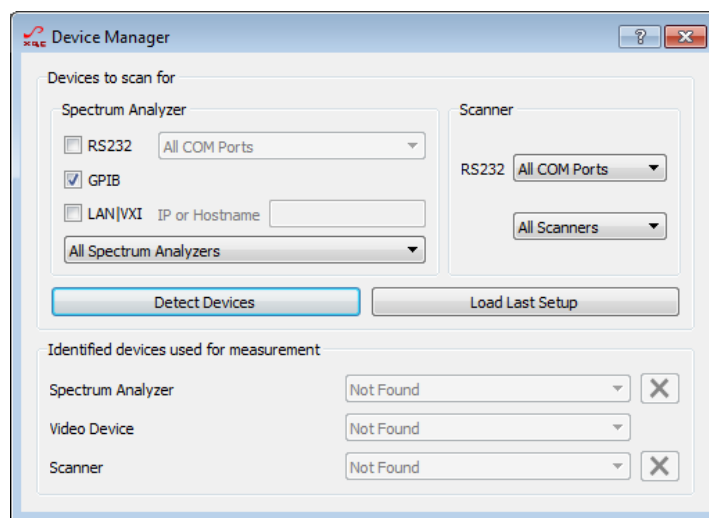 XQE Device Manager
Devices to scan for
Spectrum Analyzer
RS232 All COM Ports
GPIB
LAN|VXI IP or Hostname
All Spectrum Analyzers
Scanner
RS232 All COM Ports
All Scanners
Detect Devices Load Last Setup
Identified devices used for measurement
Spectrum Analyzer Not Found
Video Device Not Found
Scanner Not Found